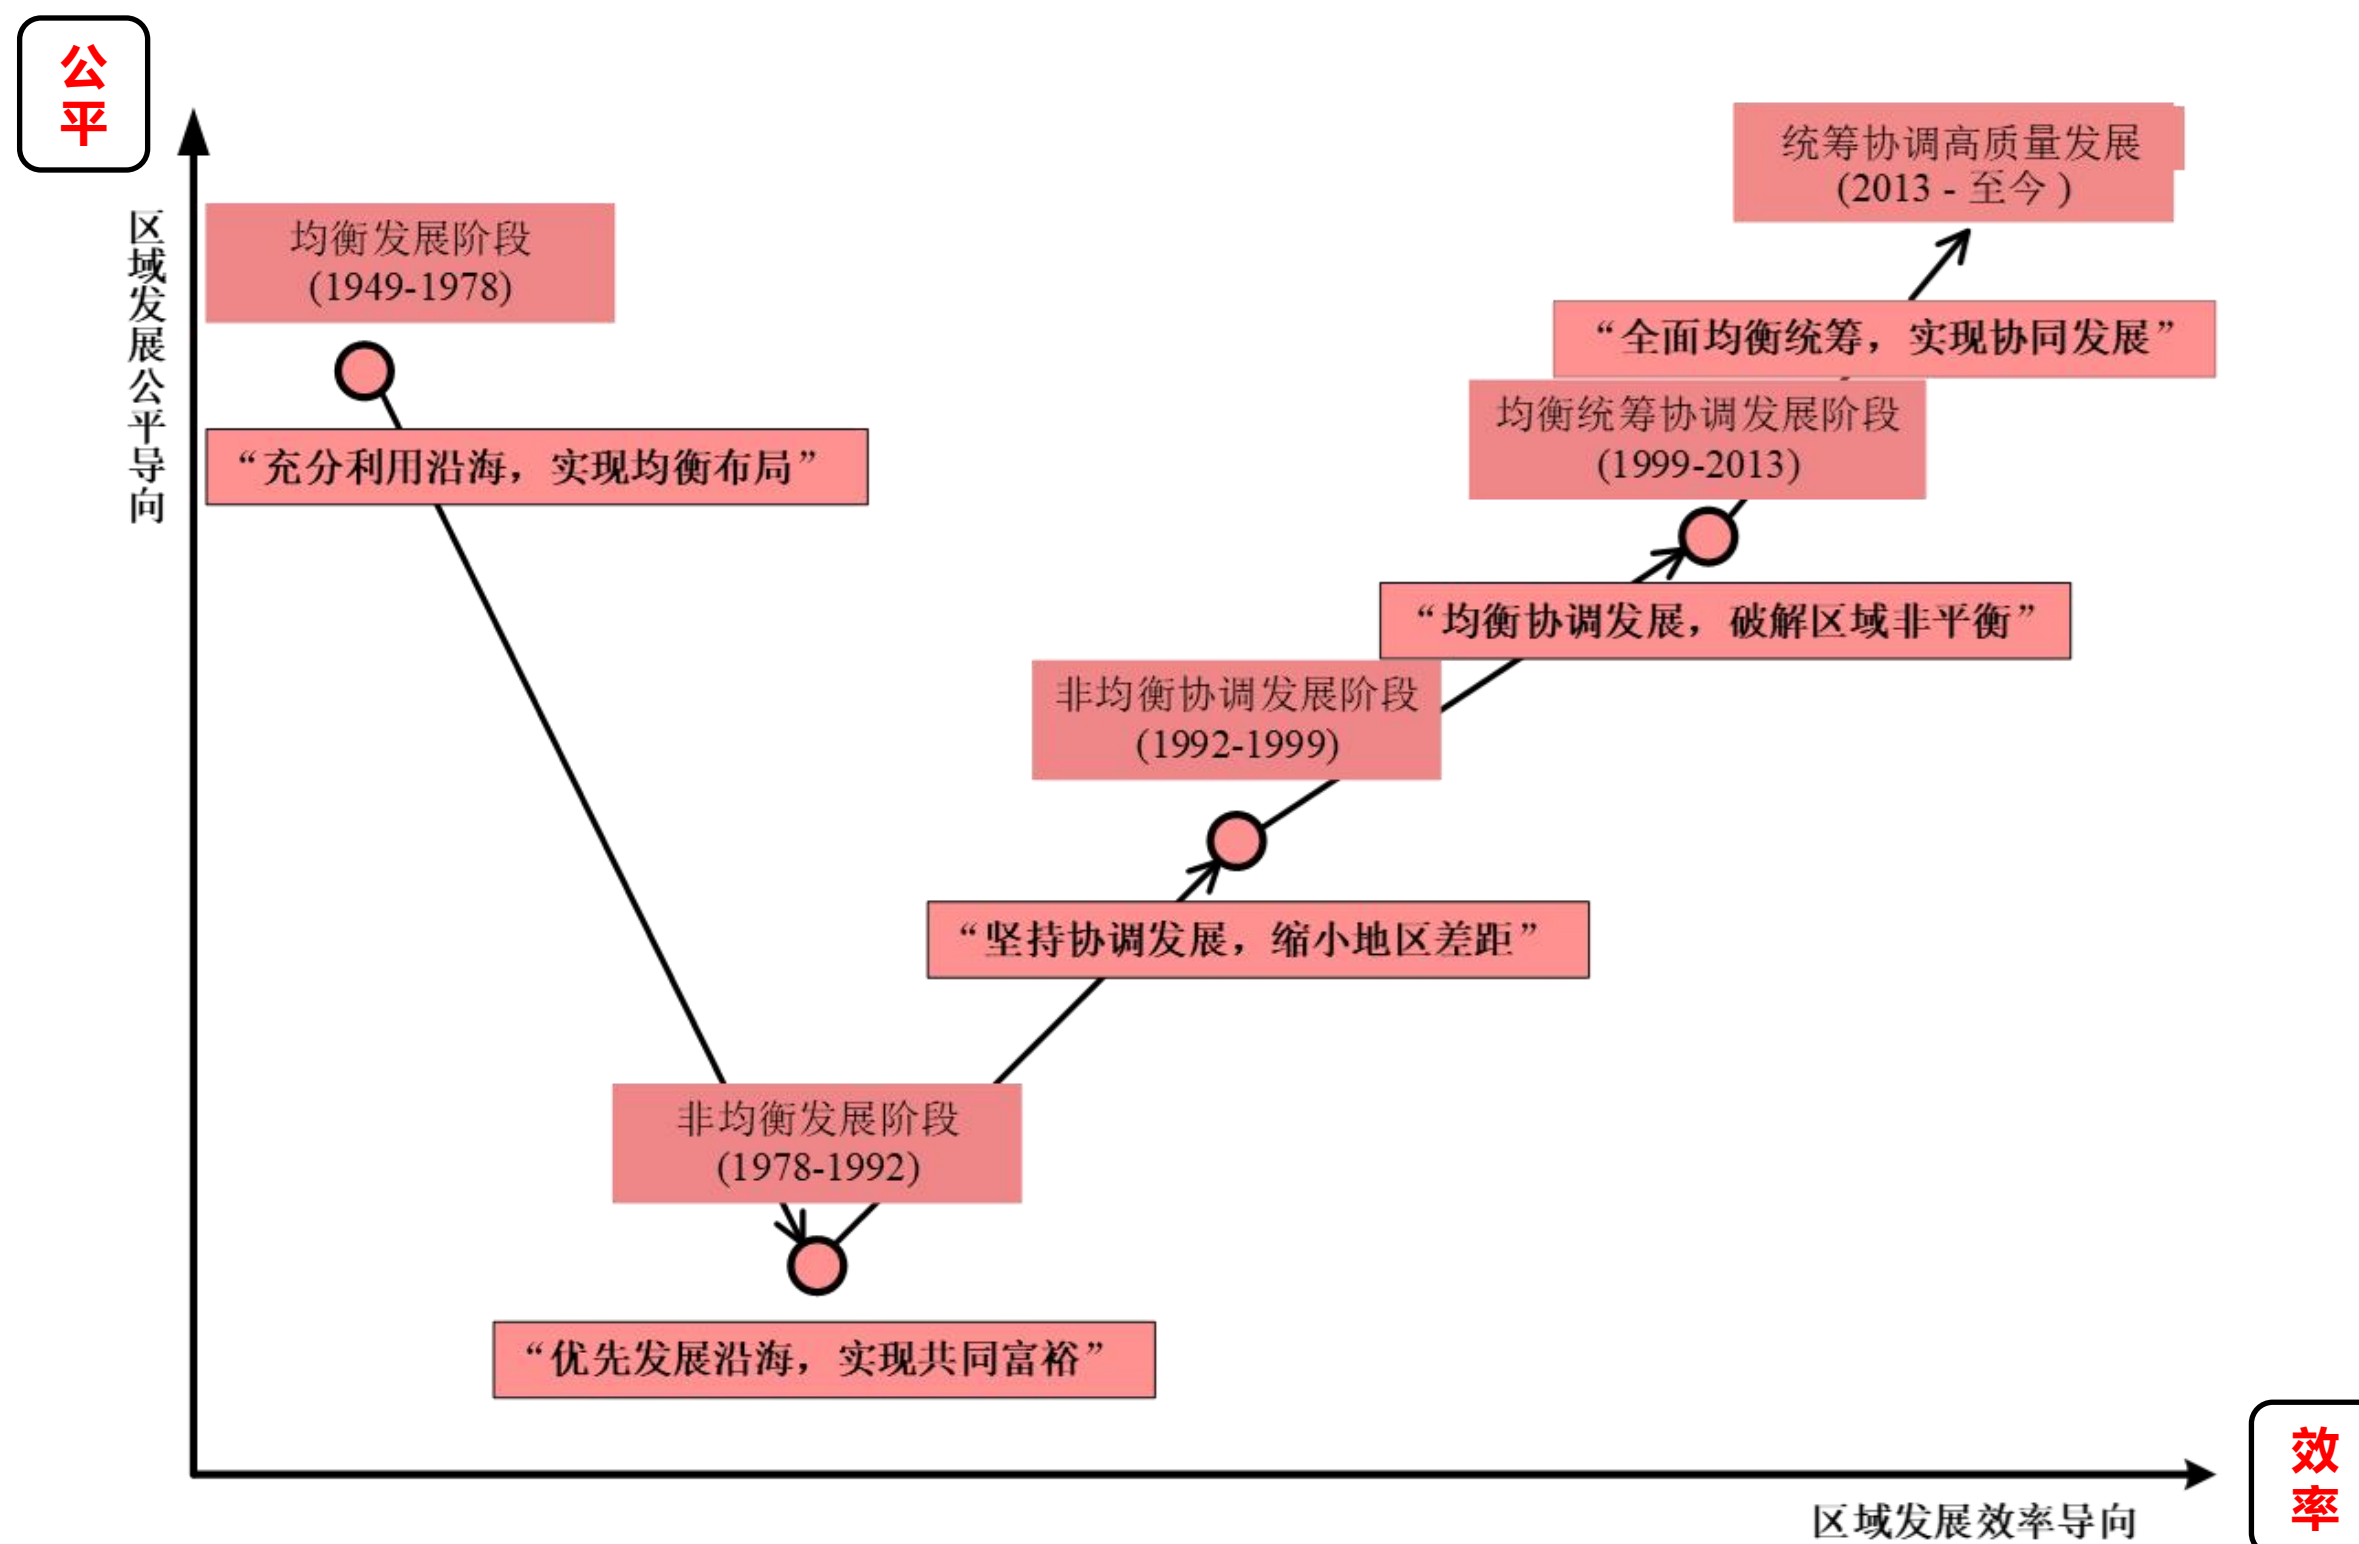 公
平
区域发展公平导向
均衡发展阶段
(1949-1978)
“充分利用沿海，实现均衡布局”
统筹协调高质量发展
(2013 - 至今 )
“全面均衡统筹，实现协同发展”
均衡统筹协调发展阶段
(1999-2013)
“均衡协调发展，破解区域非平衡”
非均衡协调发展阶段
(1992-1999)
“坚持协调发展，缩小地区差距”
非均衡发展阶段
(1978-1992)
“优先发展沿海，实现共同富裕”
效
率
区域发展效率导向